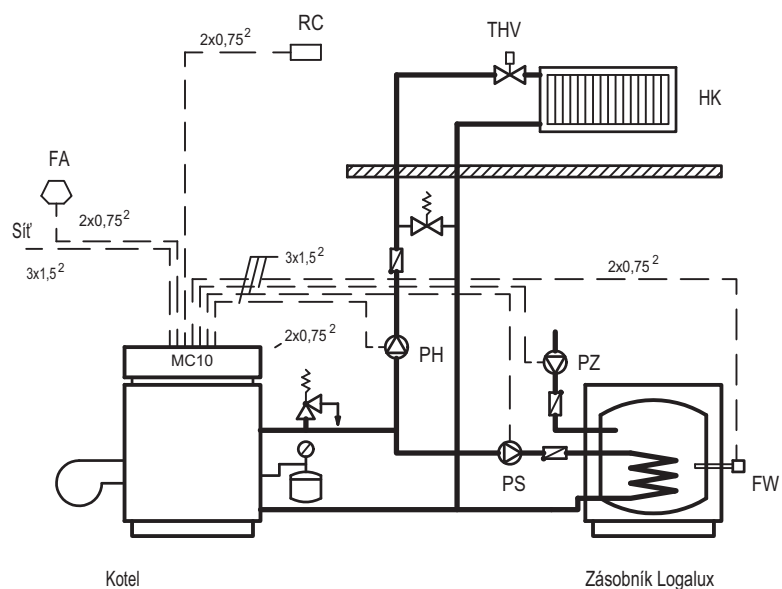 RC
2x0,75²
THV
HK
FA
2x0,75²
Síť
3x1,5²
3x1,5²
2x0,75²
2x0,75²
MC10
PH
PZ
PS
FW
Kotel
Zásobník Logalux